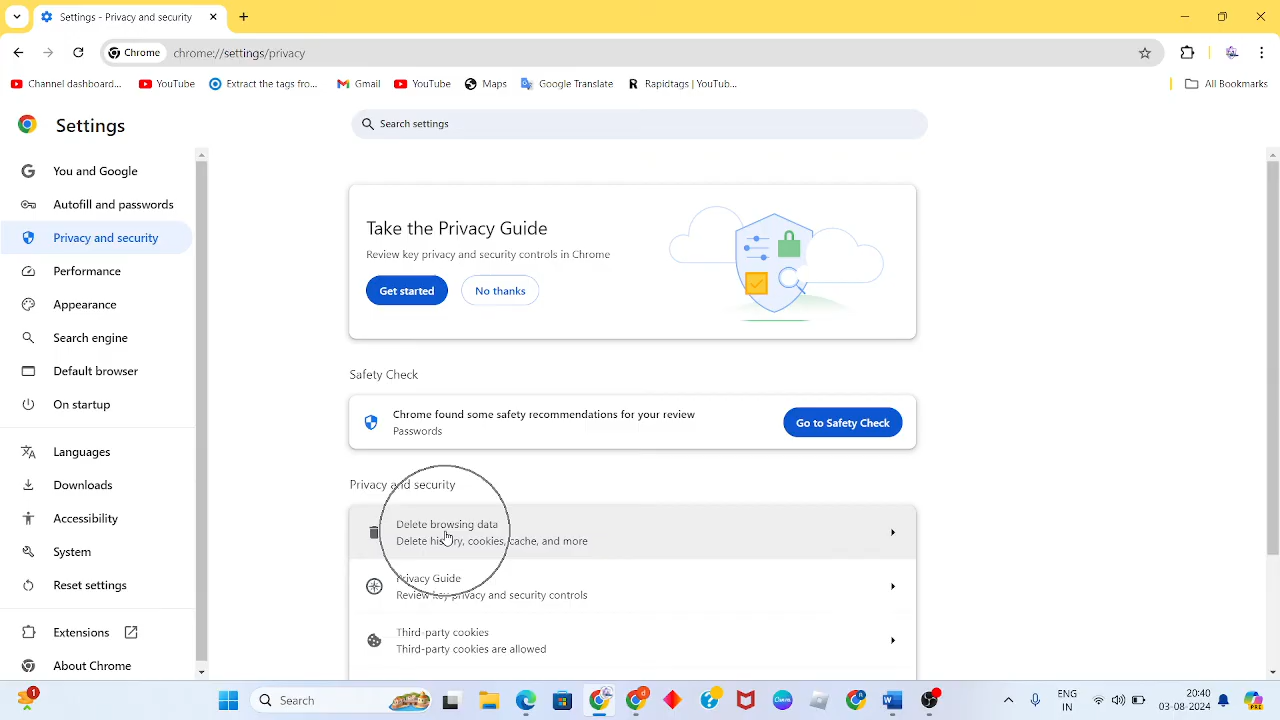 Settings - Privacy and security
Chrome
chrome://settings/privacy
Channel dashboard...
YouTube
Extract the tags from...
Gmail
YouTube
Maps
Google Translate
R
Rapidtags | YouTub...
All Bookmarks
Settings
Search settings
You and Google
Autofill and passwords
Privacy and security
Performance
Appearance
Search engine
Default browser
On startup
Languages
Downloads
Accessibility
System
Reset settings
Extensions
About Chrome
Take the Privacy Guide
Review key privacy and security controls in Chrome
Get started
No thanks
Safety Check
Chrome found some safety recommendations for your review
Passwords
Go to Safety Check
Privacy and security
Delete browsing data
Delete history, cookies, cache, and more
Privacy Guide
Review key privacy and security controls
Third-party cookies
Third-party cookies are allowed
1
Search
ENG
IN
20:40
03-08-2024